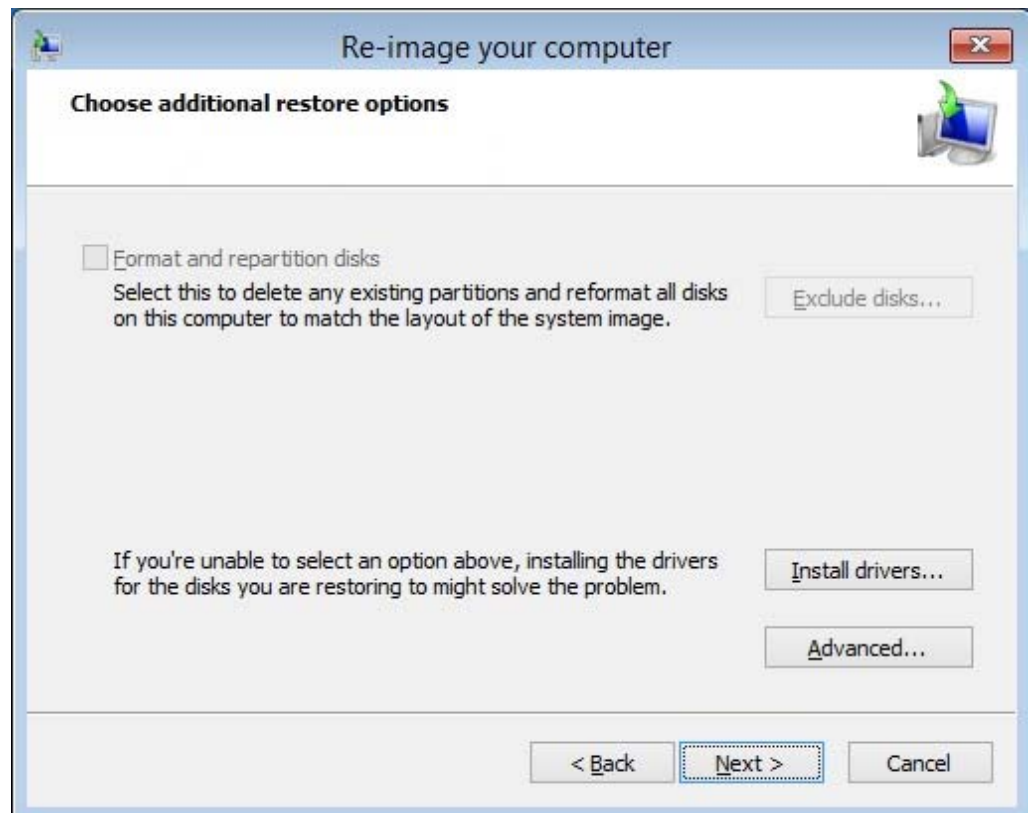 Re-image your computer
Choose additional restore options
Format and repartition disks
Select this to delete any existing partitions and reformat all disks
on this computer to match the layout of the system image.
Exclude disks...
If you're unable to select an option above, installing the drivers
for the disks you are restoring to might solve the problem.
Install drivers...
Advanced...
< Back
Next >
Cancel